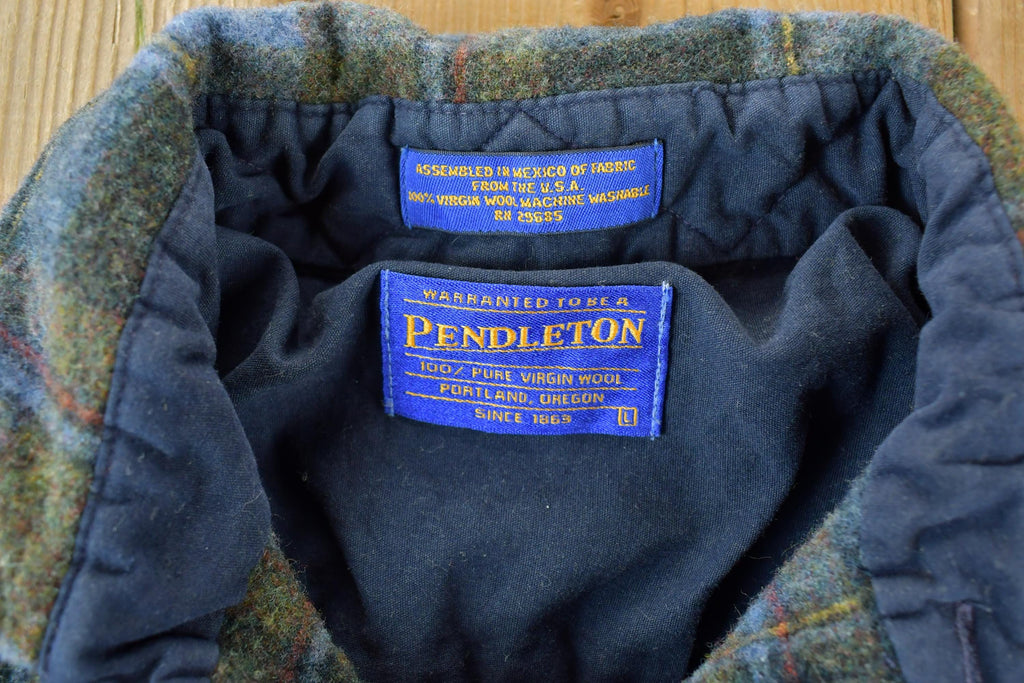 ASSEMBLED IN MEXICO OF FABRIC
FROM THE U.S.A.
100% VIRGIN WOOL MACHINE WASHABLE
RN 29685
WARRANTED TO BE A
PENDLETON
100% PURE VIRGIN WOOL
PORTLAND, OREGON
SINCE 1863 L